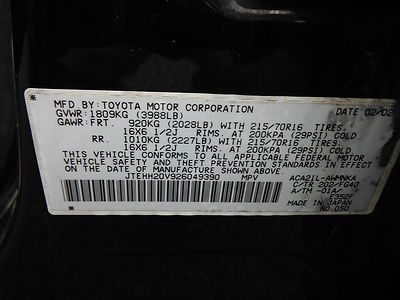 MFD. BY: TOYOTA MOTOR CORPORATION DATE 02/02
GVWR: 1809KG (3988LB)
GAWR: FRT. 920KG (2028LB) WITH 215/70R16 TIRES.
16X6 1/2J RIMS. AT 200KPA (29PSI) COLD.
RR. 1010KG (2227LB) WITH 215/70R16 TIRES.
16X6 1/2J RIMS. AT 200KPA (29PSI) COLD.
THIS VEHICLE CONFORMS TO ALL APPLICABLE FEDERAL MOTOR
VEHICLE SAFETY AND THEFT PREVENTION STANDARDS IN EFFECT
ON THE DATE OF MANUFACTURE SHOWN ABOVE.
ACA21L-AWMNKA
C/TR 202/FG40
A/TM -01A/
E352F
JTEHH20V926049390 MPV
MADE IN JAPAN
NO.050